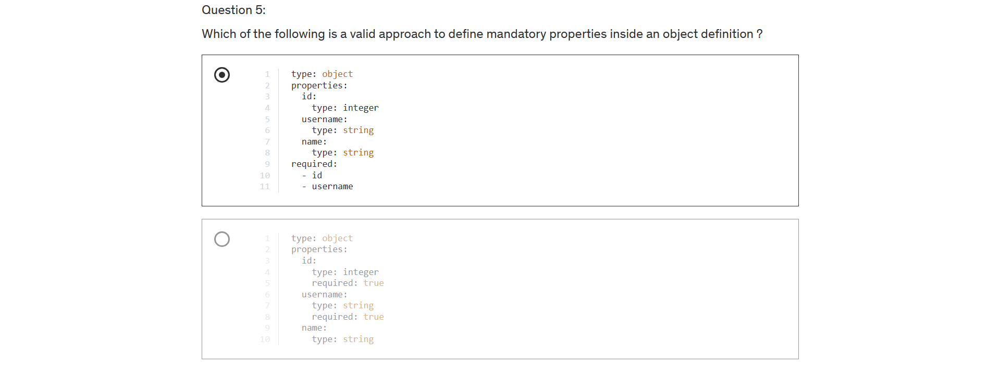 Question 5:
Which of the following is a valid approach to define mandatory properties inside an object definition ?
1 type: object
2 properties:
3   id:
4     type: integer
5   username:
6     type: string
7   name:
8     type: string
9 required:
10   - id
11   - username
1 type: object
2 properties:
3   id:
4     type: integer
5     required: true
6   username:
7     type: string
8     required: true
9   name:
10     type: string